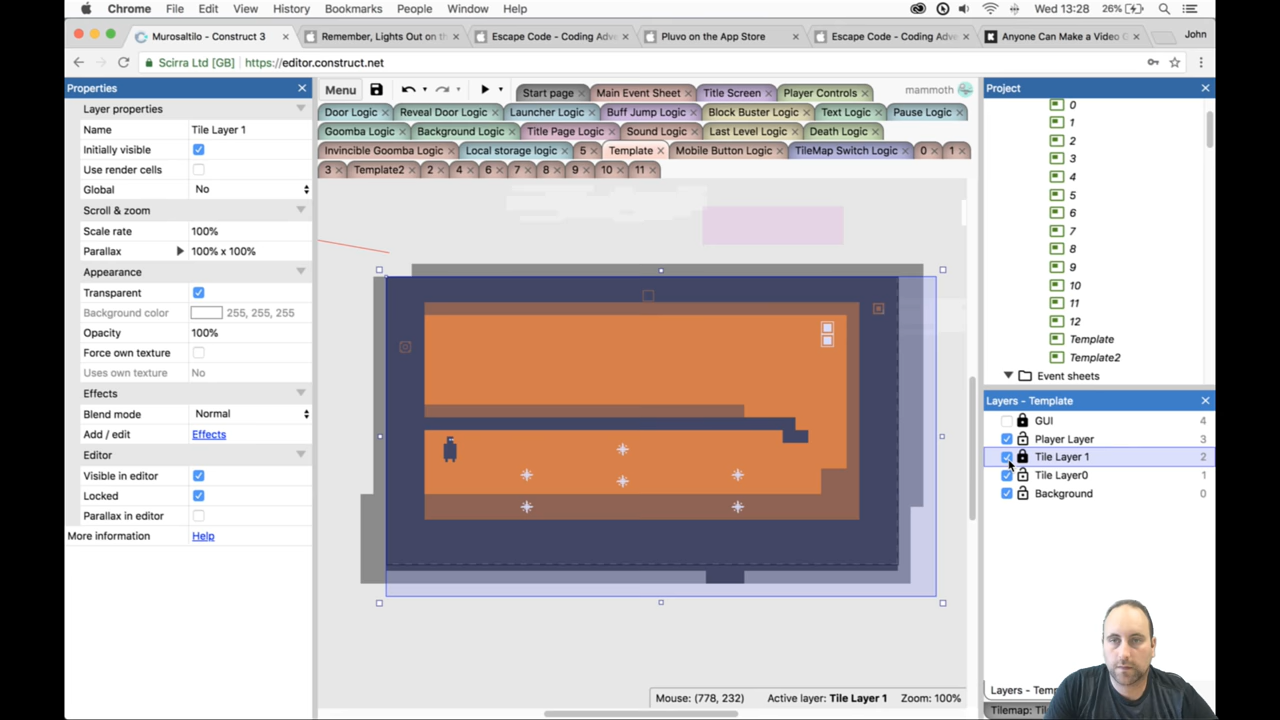 Chrome File Edit View History Bookmarks People Window Help Wed 13:28 26%
Murosaltilo - Construct 3 Remember, Lights Out on th Escape Code - Coding Adve Pluvo on the App Store Escape Code - Coding Adve Anyone Can Make a Video G John
Scirra Ltd [GB] https://editor.construct.net
Properties
Layer properties
Name Tile Layer 1
Initially visible
Use render cells
Global No
Scroll & zoom
Scale rate 100%
Parallax 100% x 100%
Appearance
Transparent
Background color 255, 255, 255
Opacity 100%
Force own texture
Uses own texture No
Effects
Blend mode Normal
Add / edit Effects
Editor
Visible in editor
Locked
Parallax in editor
More information Help
Menu Start page Main Event Sheet Title Screen Player Controls mammoth
Door Logic Reveal Door Logic Launcher Logic Buff Jump Logic Block Buster Logic Text Logic Pause Logic
Goomba Logic Background Logic Title Page Logic Sound Logic Last Level Logic Death Logic
Invincible Goomba Logic Local storage logic 5 Template Mobile Button Logic TileMap Switch Logic 0 1
3 Template2 2 4 6 7 8 9 10 11
Mouse: (778, 232) Active layer: Tile Layer 1 Zoom: 100%
Project
0
1
2
3
4
5
6
7
8
9
10
11
12
Template
Template2
Event sheets
Layers - Template
GUI 4
Player Layer 3
Tile Layer 1 2
Tile Layer0 1
Background 0
Layers - Temp
Tilemap: Til